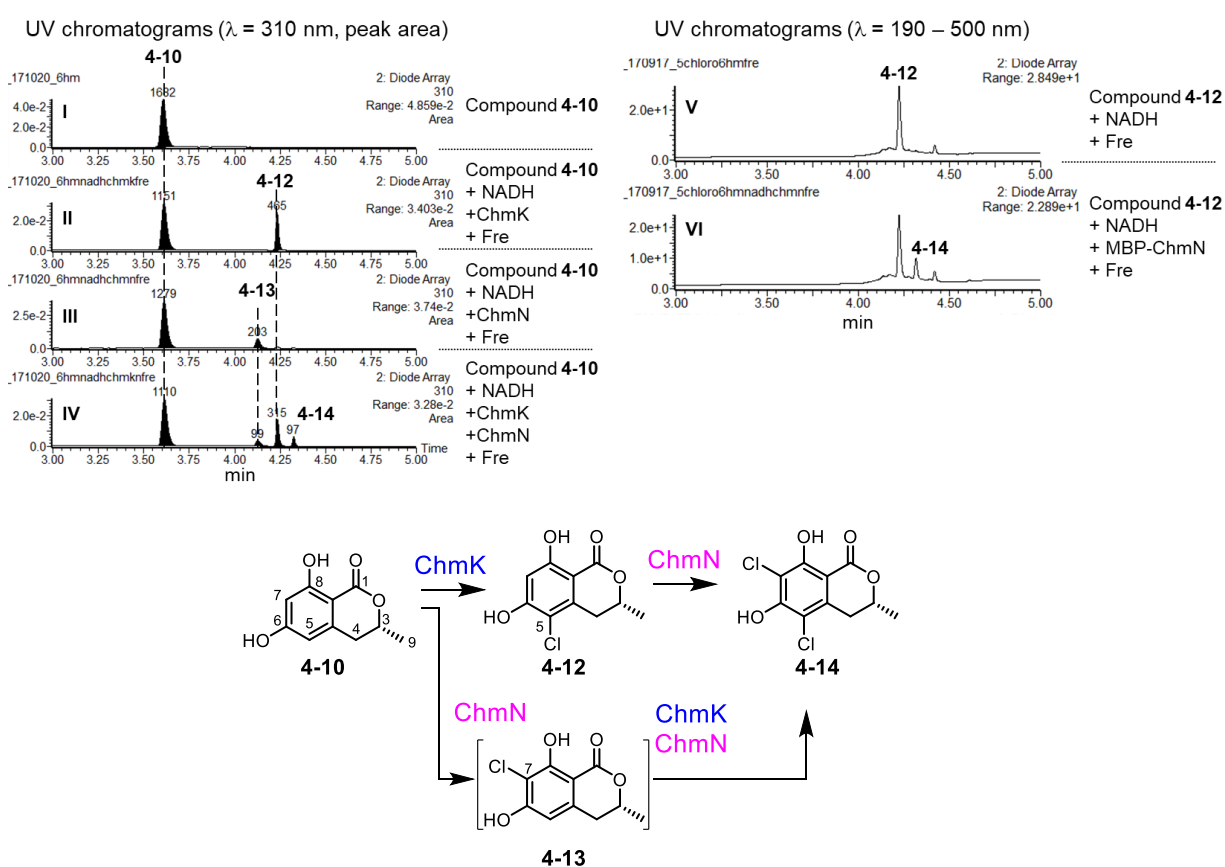 UV chromatograms (λ = 310 nm, peak area)
4-10
_171020_6hm
2: Diode Array
310
Range: 4.859e-2
Area
1682
I
4.0e-2
2.0e-2
0.0
3.00 3.25 3.50 3.75 4.00 4.25 4.50 4.75 5.00
Compound 4-10
_171020_6hmnadhchmkfre
4-12
2: Diode Array
310
Range: 3.403e-2
Area
1151
465
II
2.0e-2
0.0
3.00 3.25 3.50 3.75 4.00 4.25 4.50 4.75 5.00
Compound 4-10
+ NADH
+ChmK
+ Fre
_171020_6hmnadhchmnfre
4-13
2: Diode Array
310
Range: 3.74e-2
Area
1279
203
III
2.5e-2
0.0
3.00 3.25 3.50 3.75 4.00 4.25 4.50 4.75 5.00
Compound 4-10
+ NADH
+ChmN
+ Fre
_171020_6hmnadhchmknfre
2: Diode Array
310
Range: 3.28e-2
Area
1110
99
315
97
4-14
IV
2.0e-2
0.0
Time
3.00 3.25 3.50 3.75 4.00 4.25 4.50 4.75 5.00
min
Compound 4-10
+ NADH
+ChmK
+ChmN
+ Fre
UV chromatograms (λ = 190 – 500 nm)
_170917_5chloro6hmfre
4-12
2: Diode Array
Range: 2.849e+1
V
2.0e+1
0.0
3.00 3.50 4.00 4.50 5.00
Compound 4-12
+ NADH
+ Fre
_170917_5chloro6hmnadhchmnfre
2: Diode Array
Range: 2.289e+1
VI
4-14
2.0e+1
1.0e+1
0.0
3.00 3.50 4.00 4.50 5.00
min
Compound 4-12
+ NADH
+ MBP-ChmN
+ Fre
OH O
8 1
7 O
6 5 4 3
HO 9
4-10
ChmK
OH O
O
HO 5
Cl
4-12
ChmN
OH O
Cl
O
HO
Cl
4-14
ChmN
OH O
Cl 7
O
HO
4-13
ChmK
ChmN